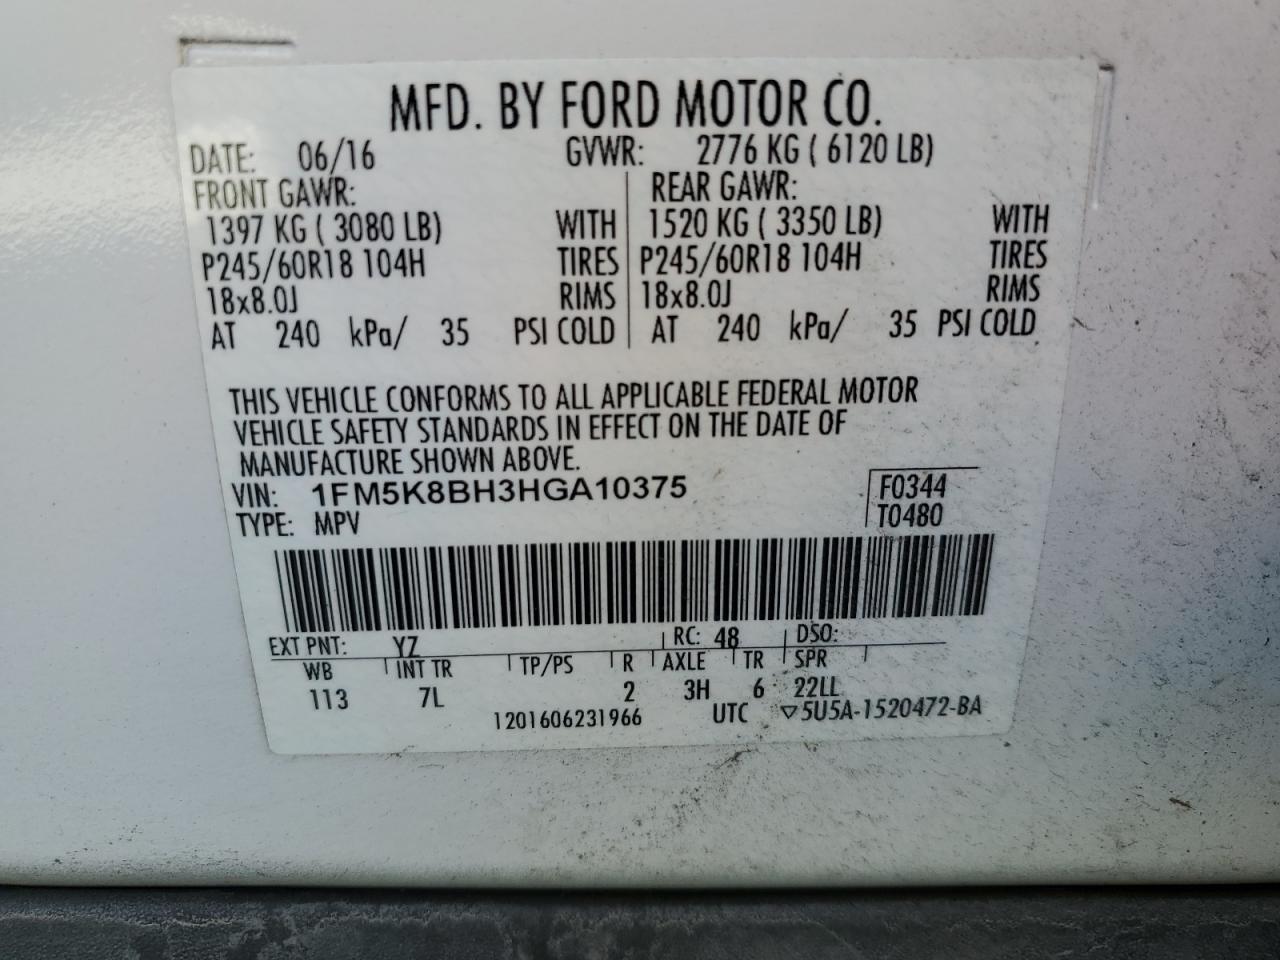 MFD. BY FORD MOTOR CO.
DATE: 06/16 GVWR: 2776 KG ( 6120 LB)
FRONT GAWR: REAR GAWR:
1397 KG ( 3080 LB) WITH 1520 KG ( 3350 LB) WITH
P245/60R18 104H TIRES P245/60R18 104H TIRES
18x8.0J RIMS 18x8.0J RIMS
AT 240 kPa/ 35 PSI COLD AT 240 kPa/ 35 PSI COLD
THIS VEHICLE CONFORMS TO ALL APPLICABLE FEDERAL MOTOR
VEHICLE SAFETY STANDARDS IN EFFECT ON THE DATE OF
MANUFACTURE SHOWN ABOVE.
VIN: 1FM5K8BH3HGA10375 F0344
TYPE: MPV T0480
EXT PNT: YZ RC: 48 DSO:
WB INT TR TP/PS R AXLE TR SPR
113 7L 2 3H 6 22LL
1201606231966 UTC ▽5U5A-1520472-BA